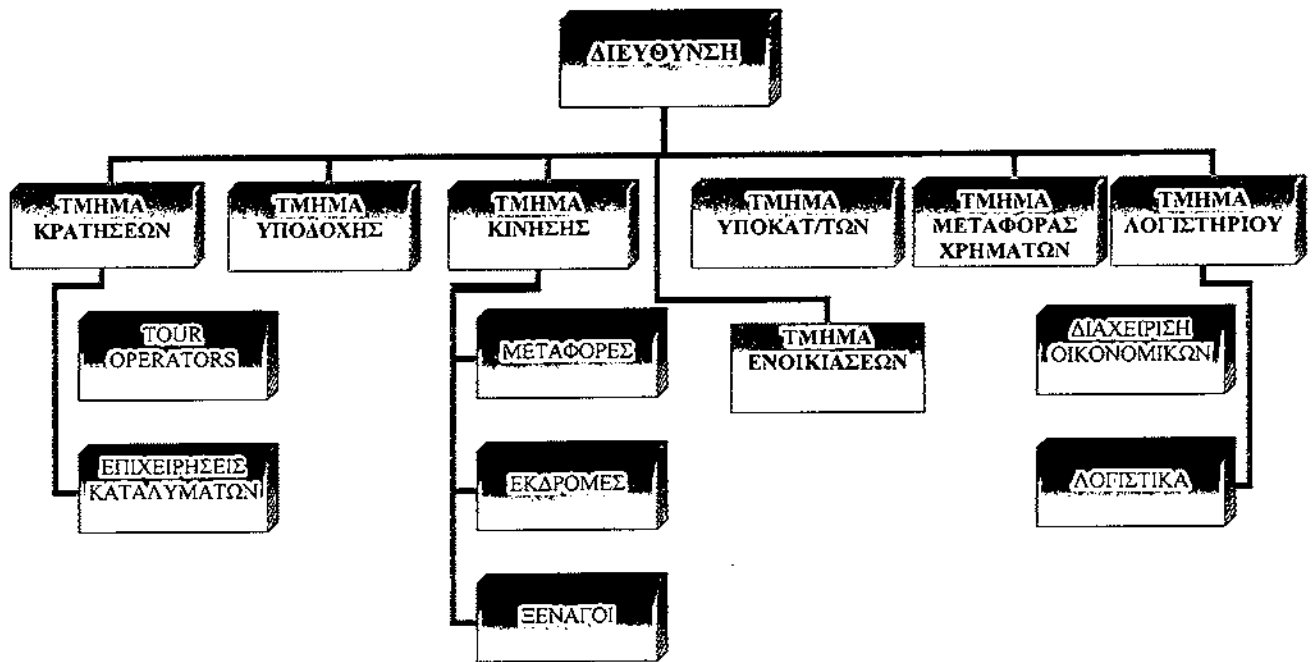 ΔΙΕΥΘΥΝΣΗ
ΤΜΗΜΑ
ΚΡΑΤΗΣΕΩΝ
ΤΜΗΜΑ
ΥΠΟΔΟΧΗΣ
ΤΜΗΜΑ
ΚΙΝΗΣΗΣ
ΤΜΗΜΑ
ΥΠΟΚΑΤ/ΤΩΝ
ΤΜΗΜΑ
ΜΕΤΑΦΟΡΑΣ
ΧΡΗΜΑΤΩΝ
ΤΜΗΜΑ
ΛΟΓΙΣΤΗΡΙΟΥ
TOUR
OPERATORS
ΜΕΤΑΦΟΡΕΣ
ΤΜΗΜΑ
ΕΝΟΙΚΙΑΣΕΩΝ
ΔΙΑΧΕΙΡΙΣΗ
ΟΙΚΟΝΟΜΙΚΩΝ
ΕΠΙΧΕΙΡΗΣΕΙΣ
ΚΑΤΑΛΥΜΑΤΩΝ
ΕΚΔΡΟΜΕΣ
ΛΟΓΙΣΤΙΚΑ
ΞΕΝΑΓΟΙ